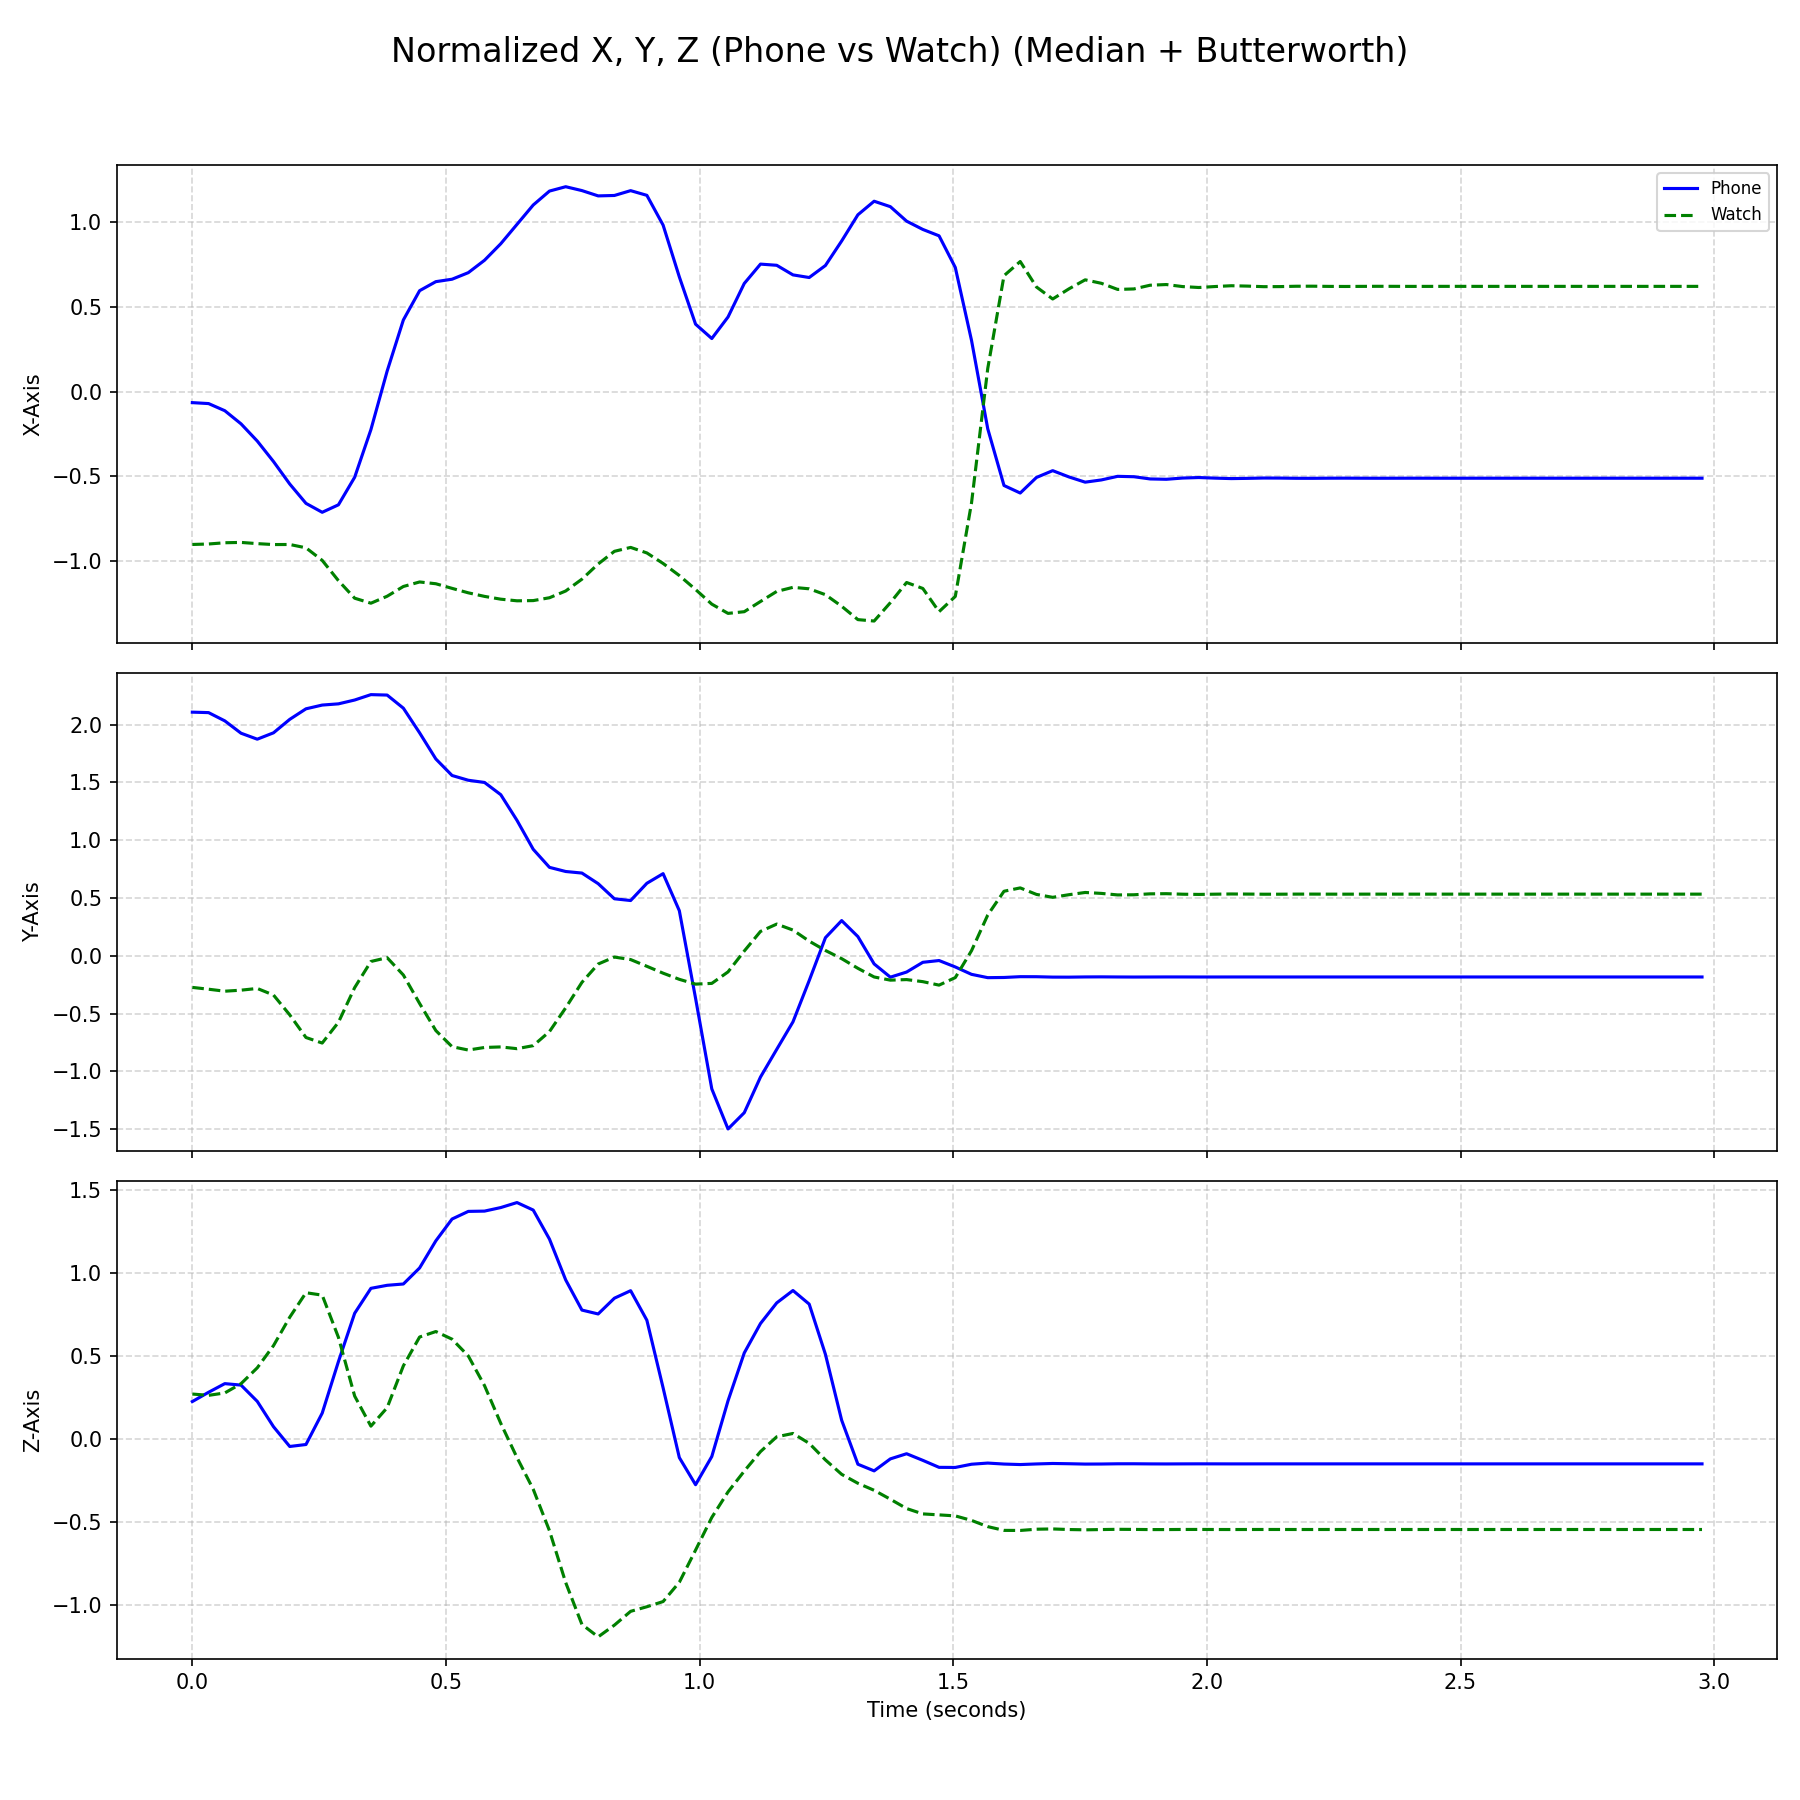 Normalized X, Y, Z (Phone vs Watch) (Median + Butterworth)
Phone
Watch
X-Axis
1.0
0.5
0.0
−0.5
−1.0
Y-Axis
2.0
1.5
1.0
0.5
0.0
−0.5
−1.0
−1.5
Z-Axis
1.5
1.0
0.5
0.0
−0.5
−1.0
0.0 0.5 1.0 1.5 2.0 2.5 3.0
Time (seconds)